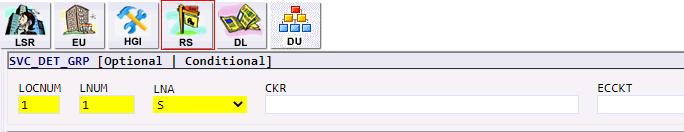 LSR EU HGI RS DL DU
SVC_DET_GRP [Optional | Conditional]
LOCNUM LNUM LNA CKR ECCKT
1 1 S